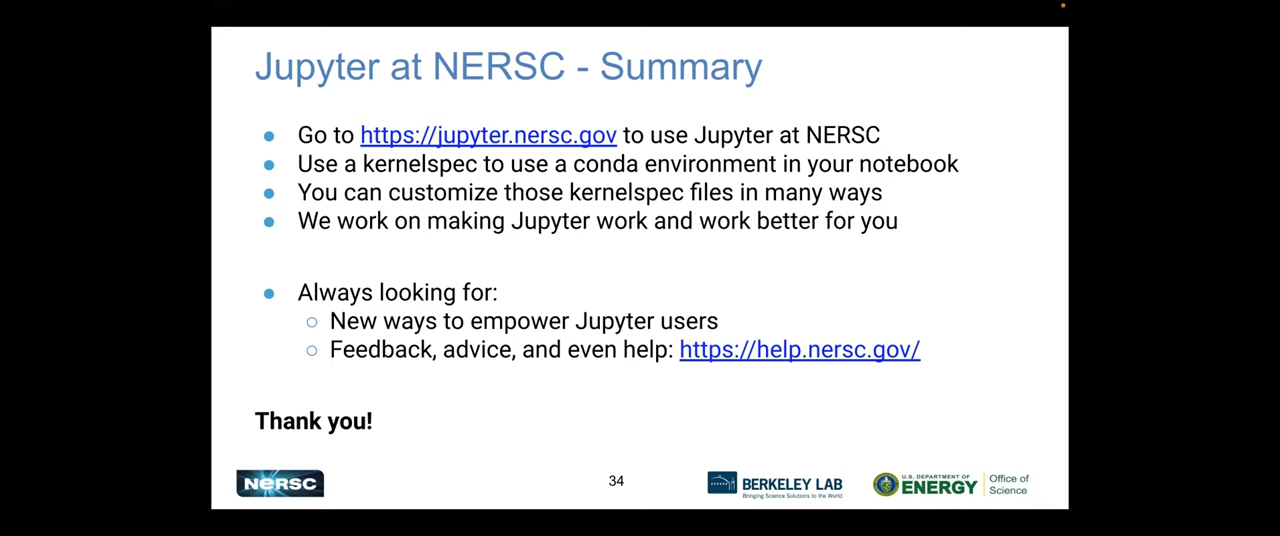 Jupyter at NERSC - Summary
● Go to https://jupyter.nersc.gov to use Jupyter at NERSC
● Use a kernelspec to use a conda environment in your notebook
● You can customize those kernelspec files in many ways
● We work on making Jupyter work and work better for you
● Always looking for:
○ New ways to empower Jupyter users
○ Feedback, advice, and even help: https://help.nersc.gov/
Thank you!
NERSC
34
BERKELEY LAB
Bringing Science Solutions to the World
U.S. DEPARTMENT OF
ENERGY
Office of
Science